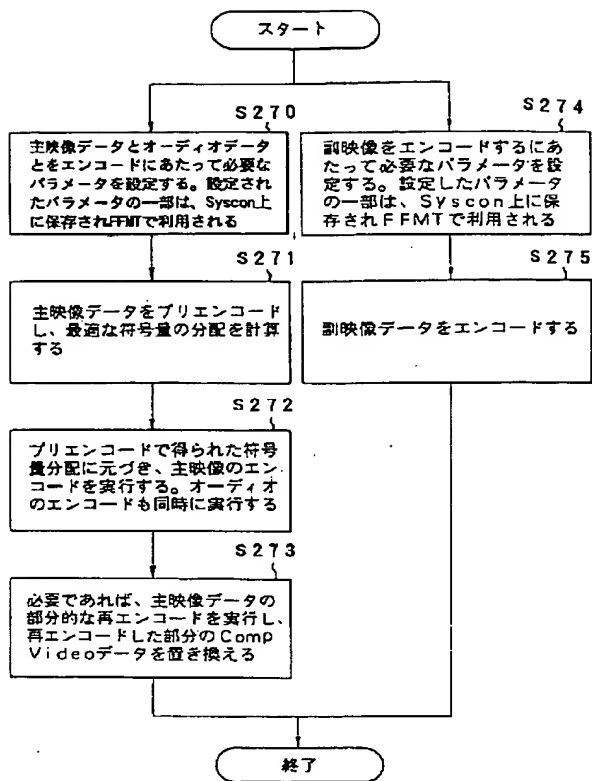 スタート
S270
主映像データとオーディオデータ
とをエンコードにあたって必要な
パラメータを設定する。設定され
たパラメータの一部は、Syscon上
に保存されFFMTで利用される
S271
主映像データをプリエンコード
し、最適な符号量の分配を計算
する
S272
プリエンコードで得られた符号
量分配に元づき、主映像のエン
コードを実行する。オーディオ
のエンコードも同時に実行する
S273
必要であれば、主映像データの
部分的な再エンコードを実行し、
再エンコードした部分のComp
Videoデータを置き換える
S274
副映像をエンコードするにあ
たって必要なパラメータを設
定する。設定したパラメータ
の一部は、Syscon上に保
存されFFMTで利用される
S275
副映像データをエンコードする
終了